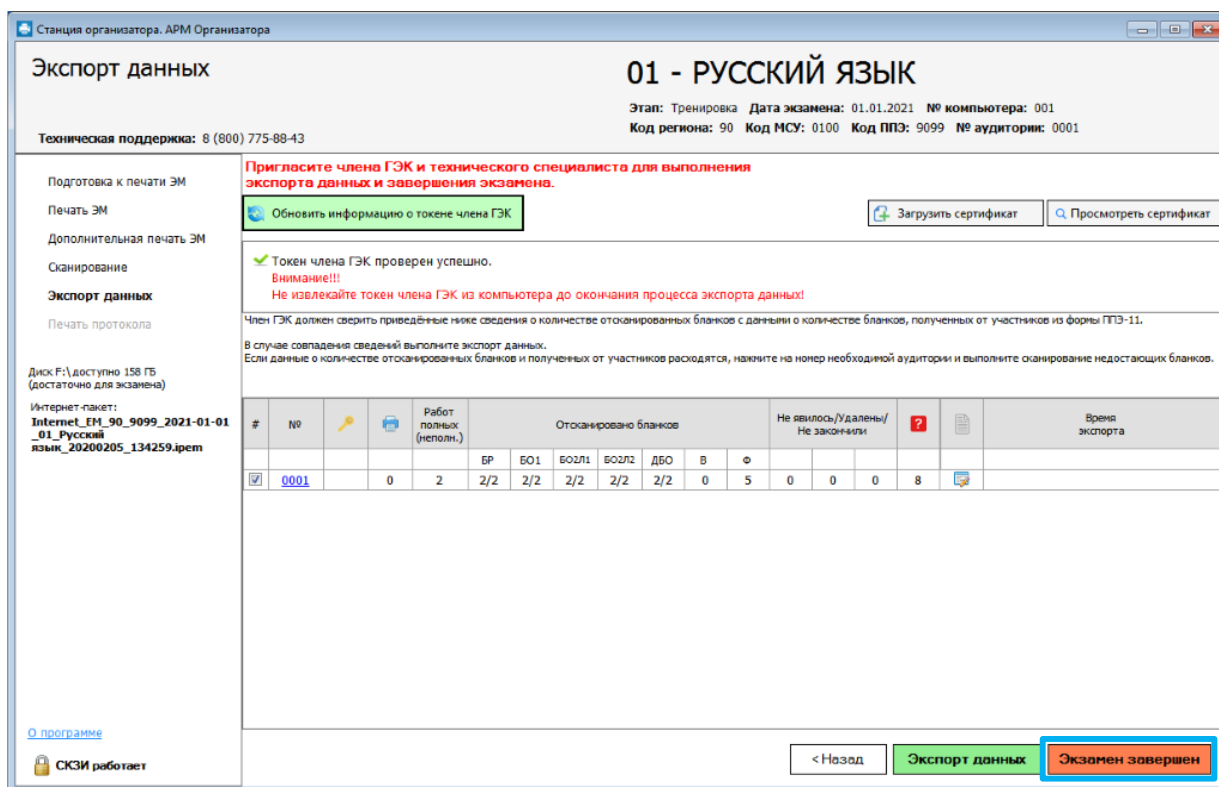 Станция организатора. АРМ Организатора
Экспорт данных
01 - РУССКИЙ ЯЗЫК
Этап: Тренировка Дата экзамена: 01.01.2021 № компьютера: 001
Код региона: 90 Код МСУ: 0100 Код ППЭ: 9099 № аудитории: 0001
Техническая поддержка: 8 (800) 775-88-43
Подготовка к печати ЭМ
Печать ЭМ
Дополнительная печать ЭМ
Сканирование
Экспорт данных
Печать протокола
Диск F:\ доступно 158 ГБ
(достаточно для экзамена)
Интернет-пакет:
Internet_EM_90_9099_2021-01-01
_01_Русский
язык_20200205_134259.ipem
О программе
СКЗИ работает
Пригласите члена ГЭК и технического специалиста для выполнения
экспорта данных и завершения экзамена.
Обновить информацию о токене члена ГЭК
Загрузить сертификат
Просмотреть сертификат
Токен члена ГЭК проверен успешно.
Внимание!!!
Не извлекайте токен члена ГЭК из компьютера до окончания процесса экспорта данных!
Член ГЭК должен сверить приведённые ниже сведения о количестве отсканированных бланков с данными о количестве бланков, полученных от участников из формы ППЭ-11.
В случае совпадения сведений выполните экспорт данных.
Если данные о количестве отсканированных бланков и полученных от участников расходятся, нажмите на номер необходимой аудитории и выполните сканирование недостающих бланков.
# № Работ полных (неполн.) Отсканировано бланков Не явилось/Удалены/ Не закончили ? Время экспорта
БР БО1 БО2Л1 БО2Л2 ДБО В Ф
0001 0 2 2/2 2/2 2/2 2/2 2/2 0 5 0 0 0 8
< Назад
Экспорт данных
Экзамен завершен